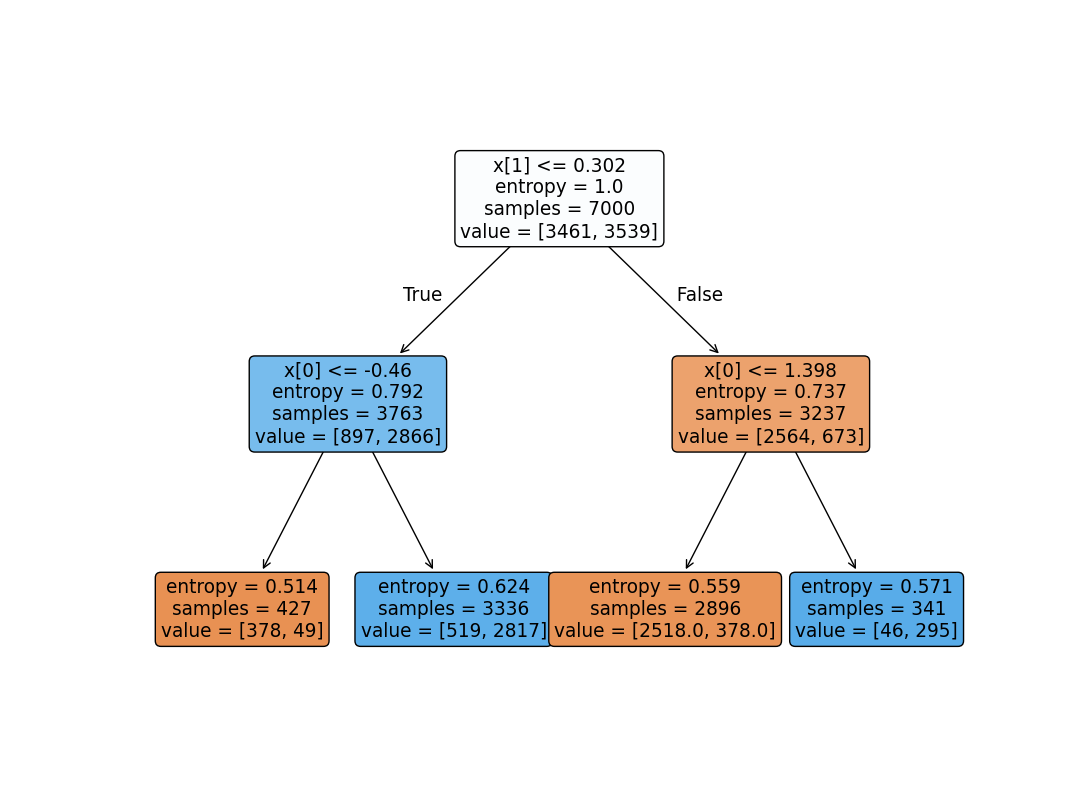 x[1] <= 0.302
entropy = 1.0
samples = 7000
value = [3461, 3539]
True
False
x[0] <= -0.46
entropy = 0.792
samples = 3763
value = [897, 2866]
x[0] <= 1.398
entropy = 0.737
samples = 3237
value = [2564, 673]
entropy = 0.514
samples = 427
value = [378, 49]
entropy = 0.624
samples = 3336
value = [519, 2817]
entropy = 0.559
samples = 2896
value = [2518.0, 378.0]
entropy = 0.571
samples = 341
value = [46, 295]